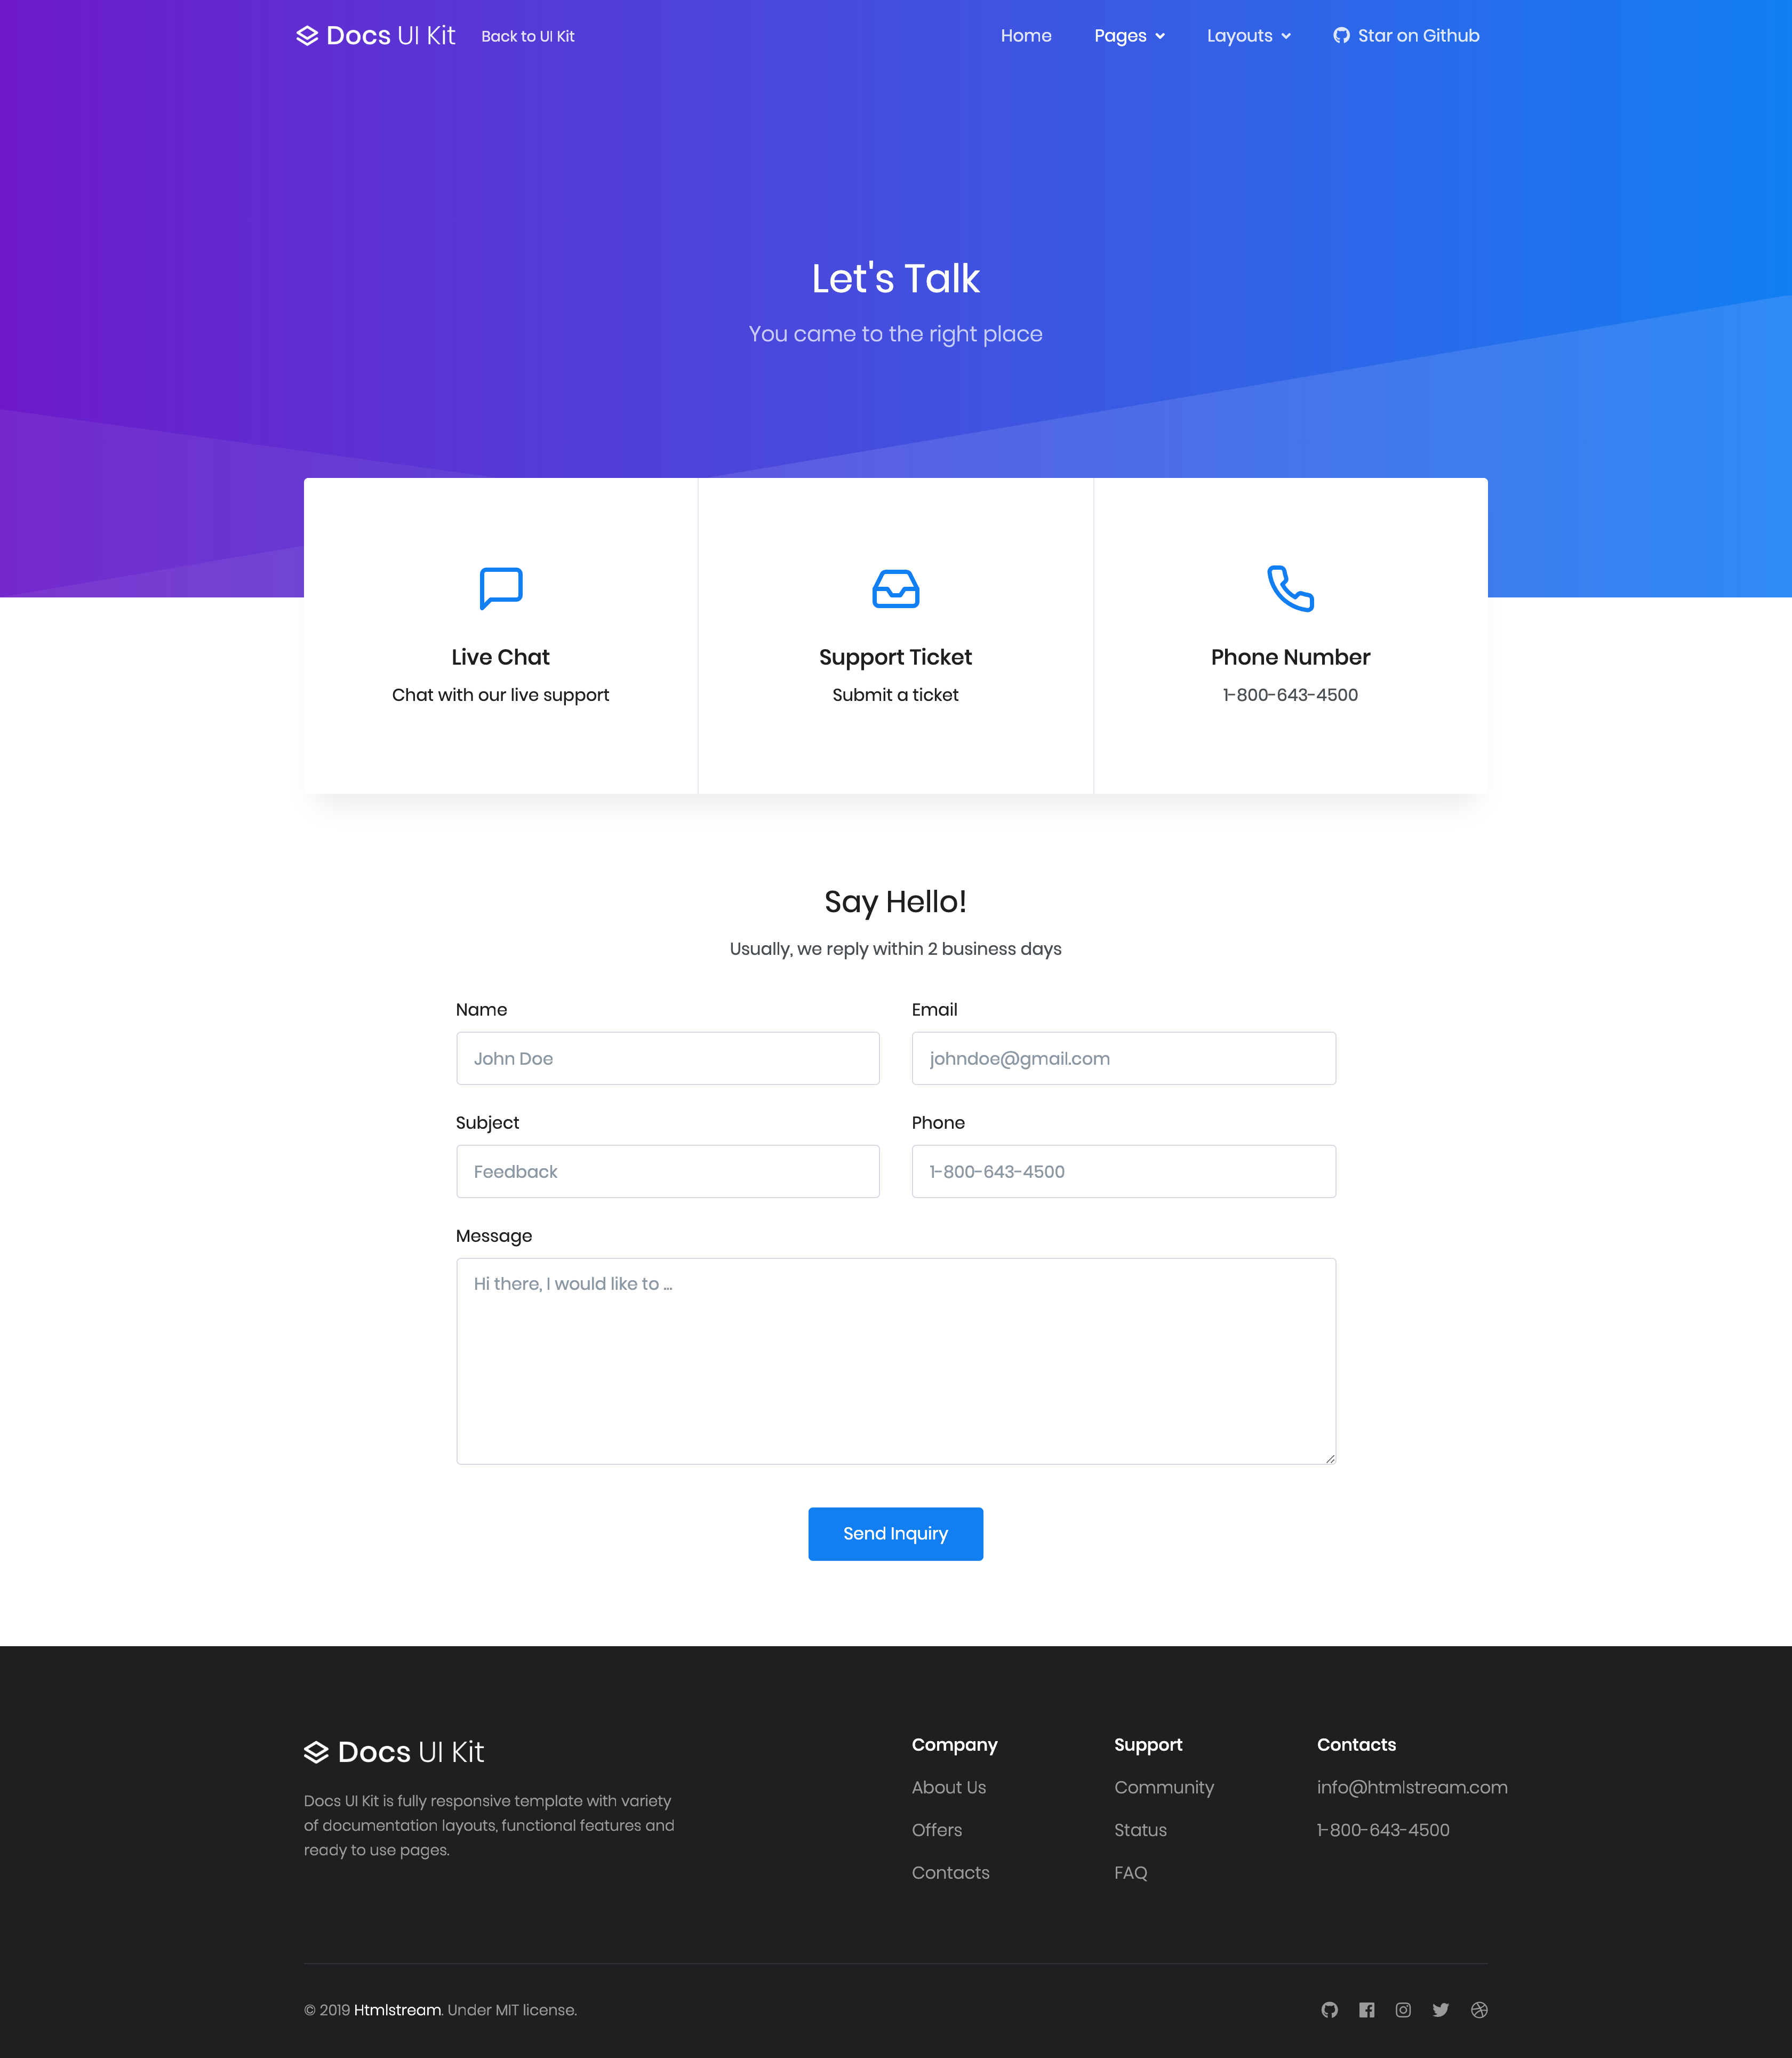 Docs UI Kit
Back to UI Kit
Home
Pages
Layouts
Star on Github
Let's Talk
You came to the right place
Live Chat
Chat with our live support
Support Ticket
Submit a ticket
Phone Number
1-800-643-4500
Say Hello!
Usually, we reply within 2 business days
Name
John Doe
Email
johndoe@gmail.com
Subject
Feedback
Phone
1-800-643-4500
Message
Hi there, I would like to ...
Send Inquiry
Docs UI Kit
Docs UI Kit is fully responsive template with variety
of documentation layouts, functional features and
ready to use pages.
Company
About Us
Offers
Contacts
Support
Community
Status
FAQ
Contacts
info@htmlstream.com
1-800-643-4500
© 2019 Htmlstream. Under MIT license.